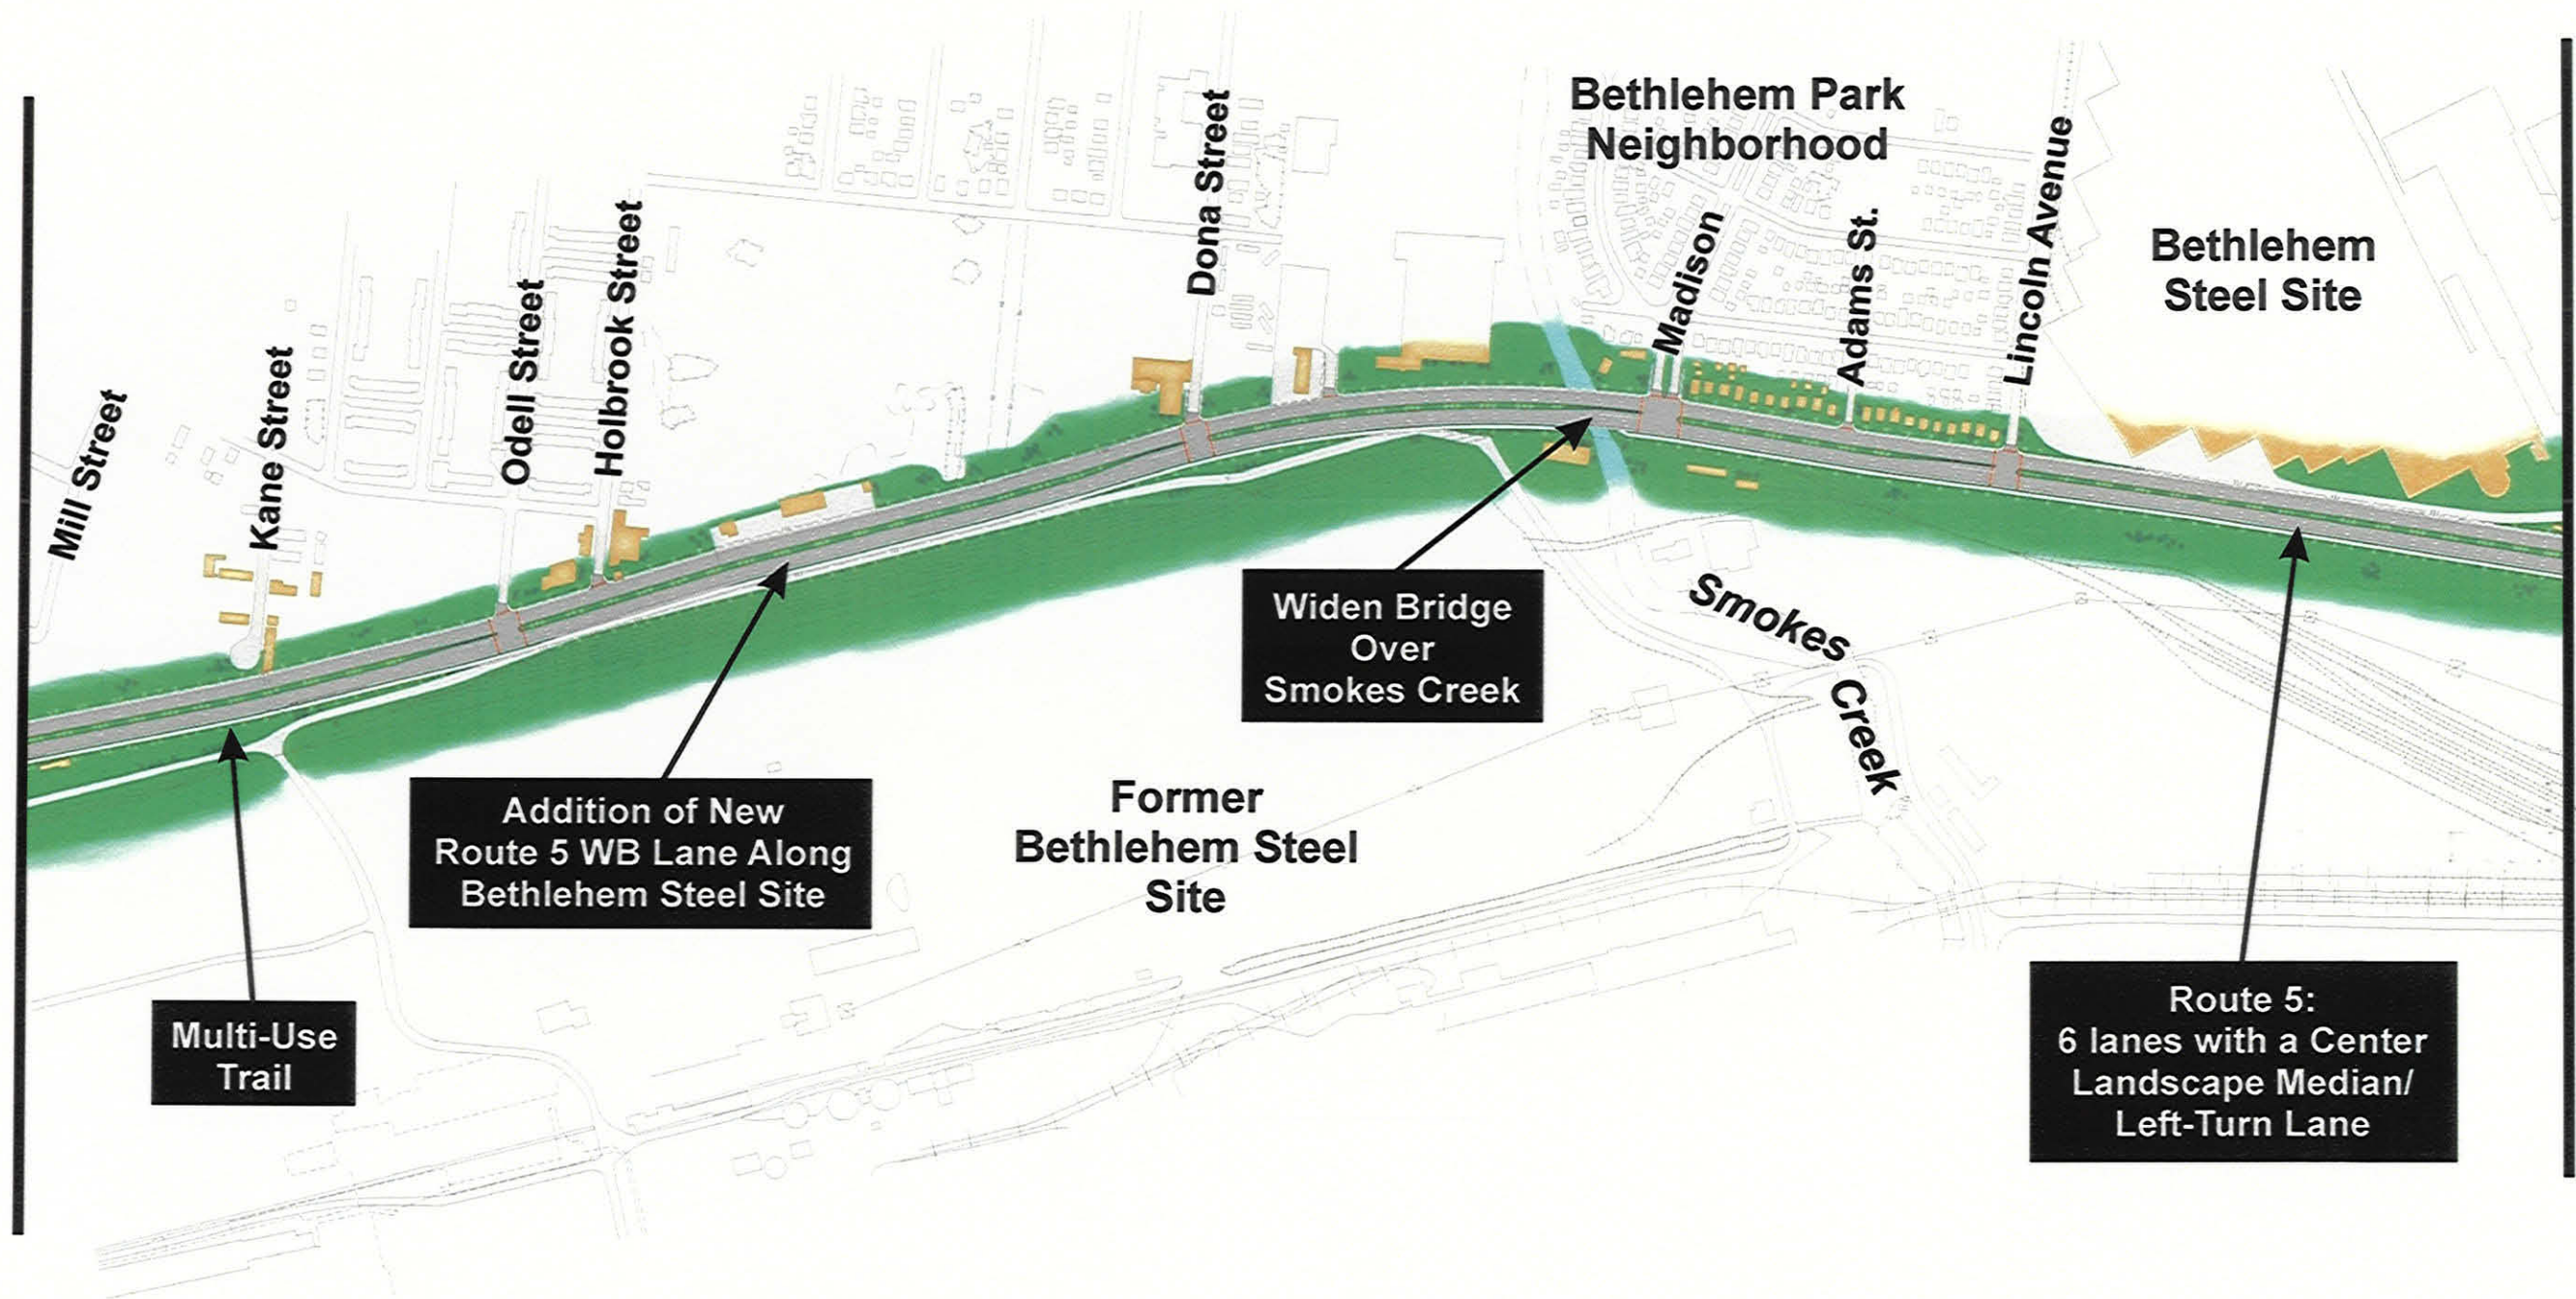 Mill Street
Kane Street
Odell Street
Holbrook Street
Dona Street
Bethlehem Park
Neighborhood
Madison
Adams St.
Lincoln Avenue
Bethlehem
Steel Site
Widen Bridge
Over
Smokes Creek
Smokes Creek
Addition of New
Route 5 WB Lane Along
Bethlehem Steel Site
Former
Bethlehem Steel
Site
Multi-Use
Trail
Route 5:
6 lanes with a Center
Landscape Median/
Left-Turn Lane